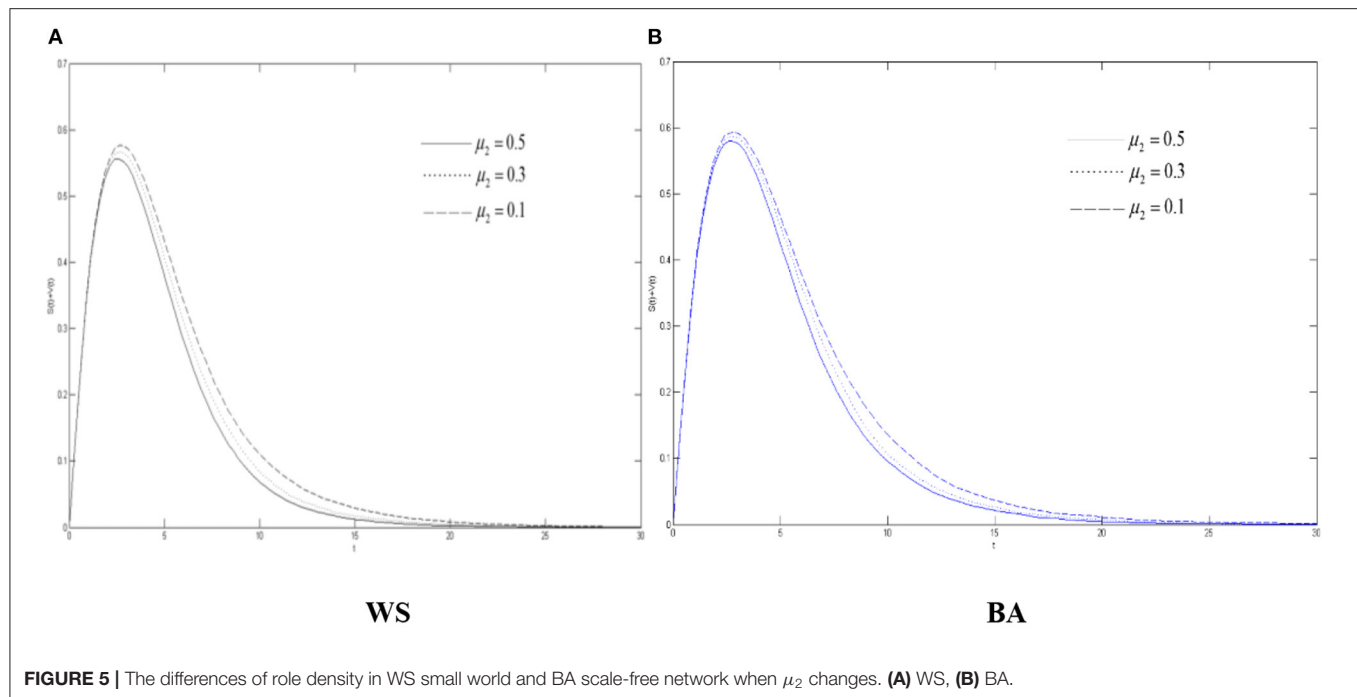 A
0.7
0.6
0.5
0.4
0.3
0.2
0.1
0
S(t)+V(t)
μ₂ = 0.5
μ₂ = 0.3
μ₂ = 0.1
0 5 10 15 20 25 30
t
WS
B
0.7
0.6
0.5
0.4
0.3
0.2
0.1
0
S(t)+V(t)
μ₂ = 0.5
μ₂ = 0.3
μ₂ = 0.1
0 5 10 15 20 25 30
t
BA
FIGURE 5 | The differences of role density in WS small world and BA scale-free network when μ₂ changes. (A) WS, (B) BA.